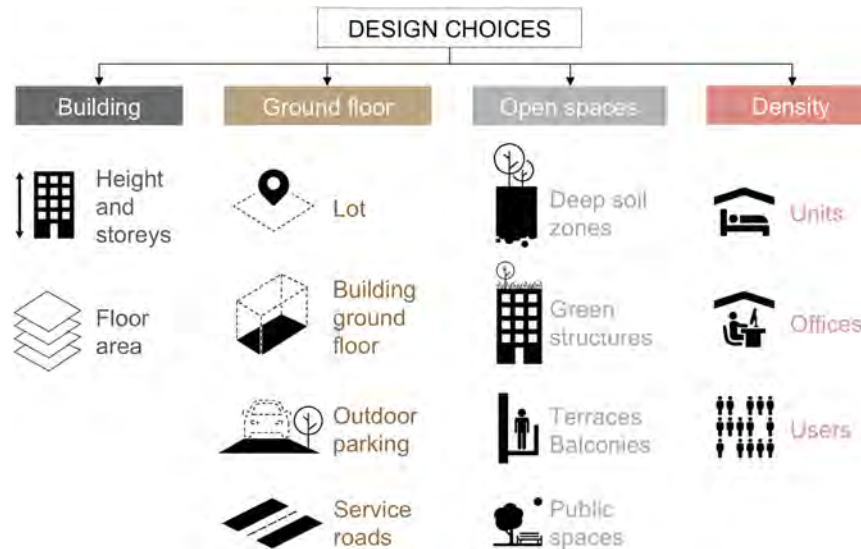 DESIGN CHOICES
Building
Ground floor
Open spaces
Density
Height
and
storeys
Floor
area
Lot
Building
ground
floor
Outdoor
parking
Service
roads
Deep soil
zones
Green
structures
Terraces
Balconies
Public
spaces
Units
Offices
Users